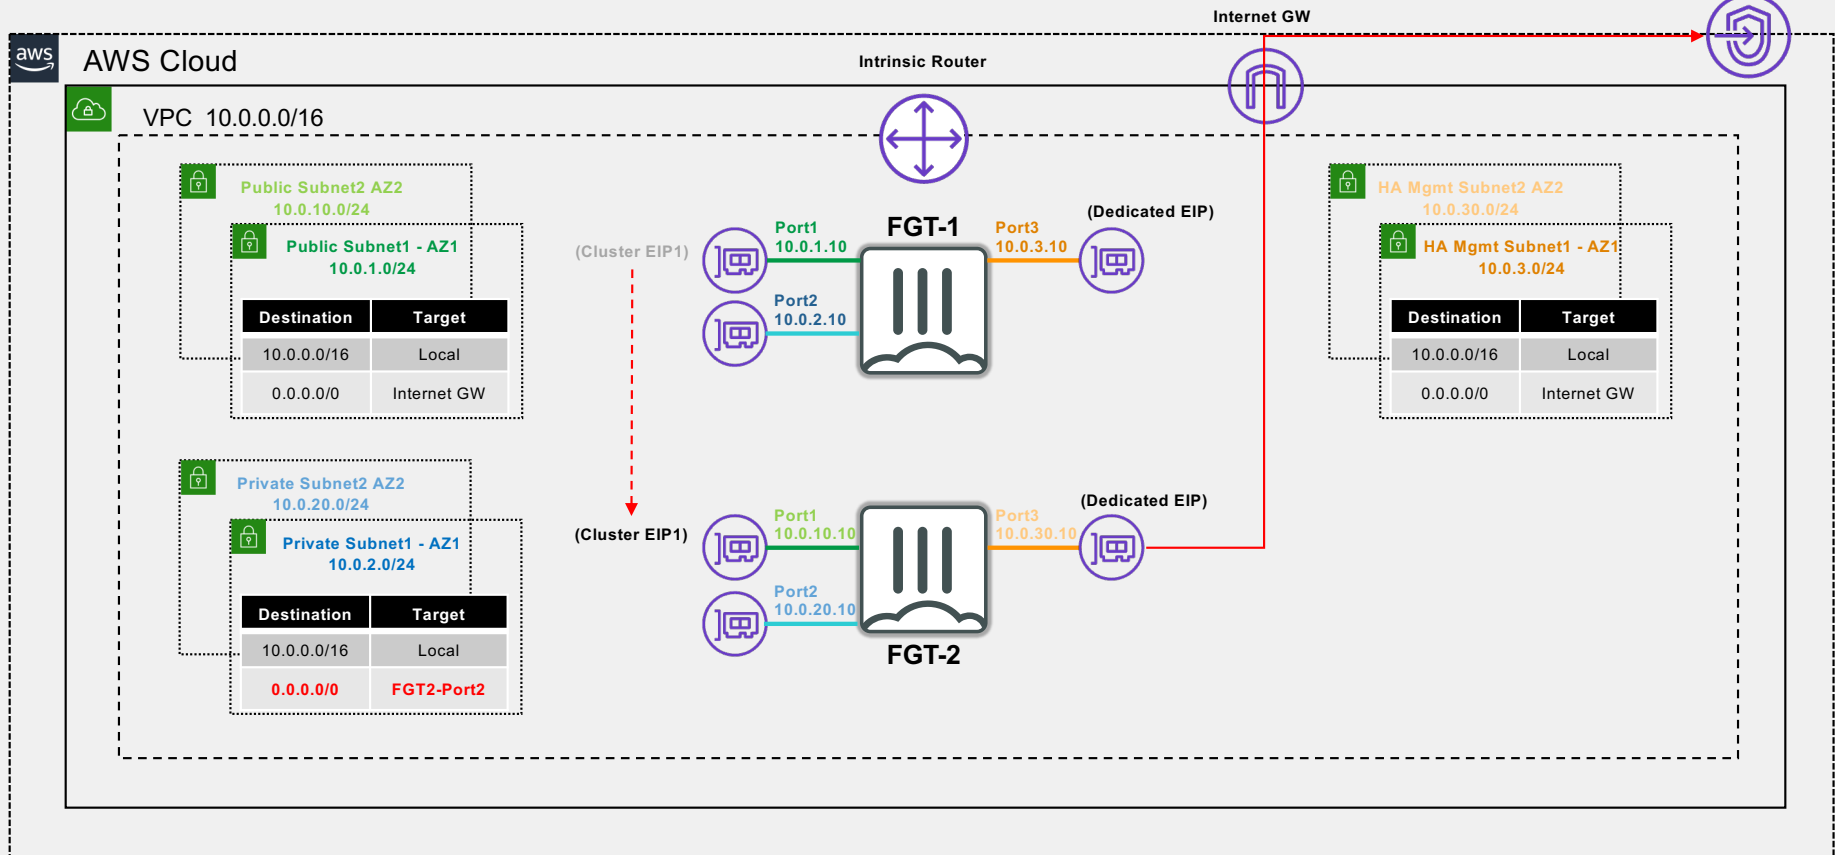 Internet GW
aws
AWS Cloud
Intrinsic Router
VPC 10.0.0.0/16
Public Subnet2 AZ2
10.0.10.0/24
Public Subnet1 - AZ1
10.0.1.0/24
Destination Target
10.0.0.0/16 Local
0.0.0.0/0 Internet GW
Private Subnet2 AZ2
10.0.20.0/24
Private Subnet1 - AZ1
10.0.2.0/24
Destination Target
10.0.0.0/16 Local
0.0.0.0/0 FGT2-Port2
(Cluster EIP1)
Port1
10.0.1.10
Port2
10.0.2.10
FGT-1
Port3
10.0.3.10
(Dedicated EIP)
(Cluster EIP1)
Port1
10.0.10.10
Port2
10.0.20.10
Port3
10.0.30.10
(Dedicated EIP)
FGT-2
HA Mgmt Subnet2 AZ2
10.0.30.0/24
HA Mgmt Subnet1 - AZ1
10.0.3.0/24
Destination Target
10.0.0.0/16 Local
0.0.0.0/0 Internet GW